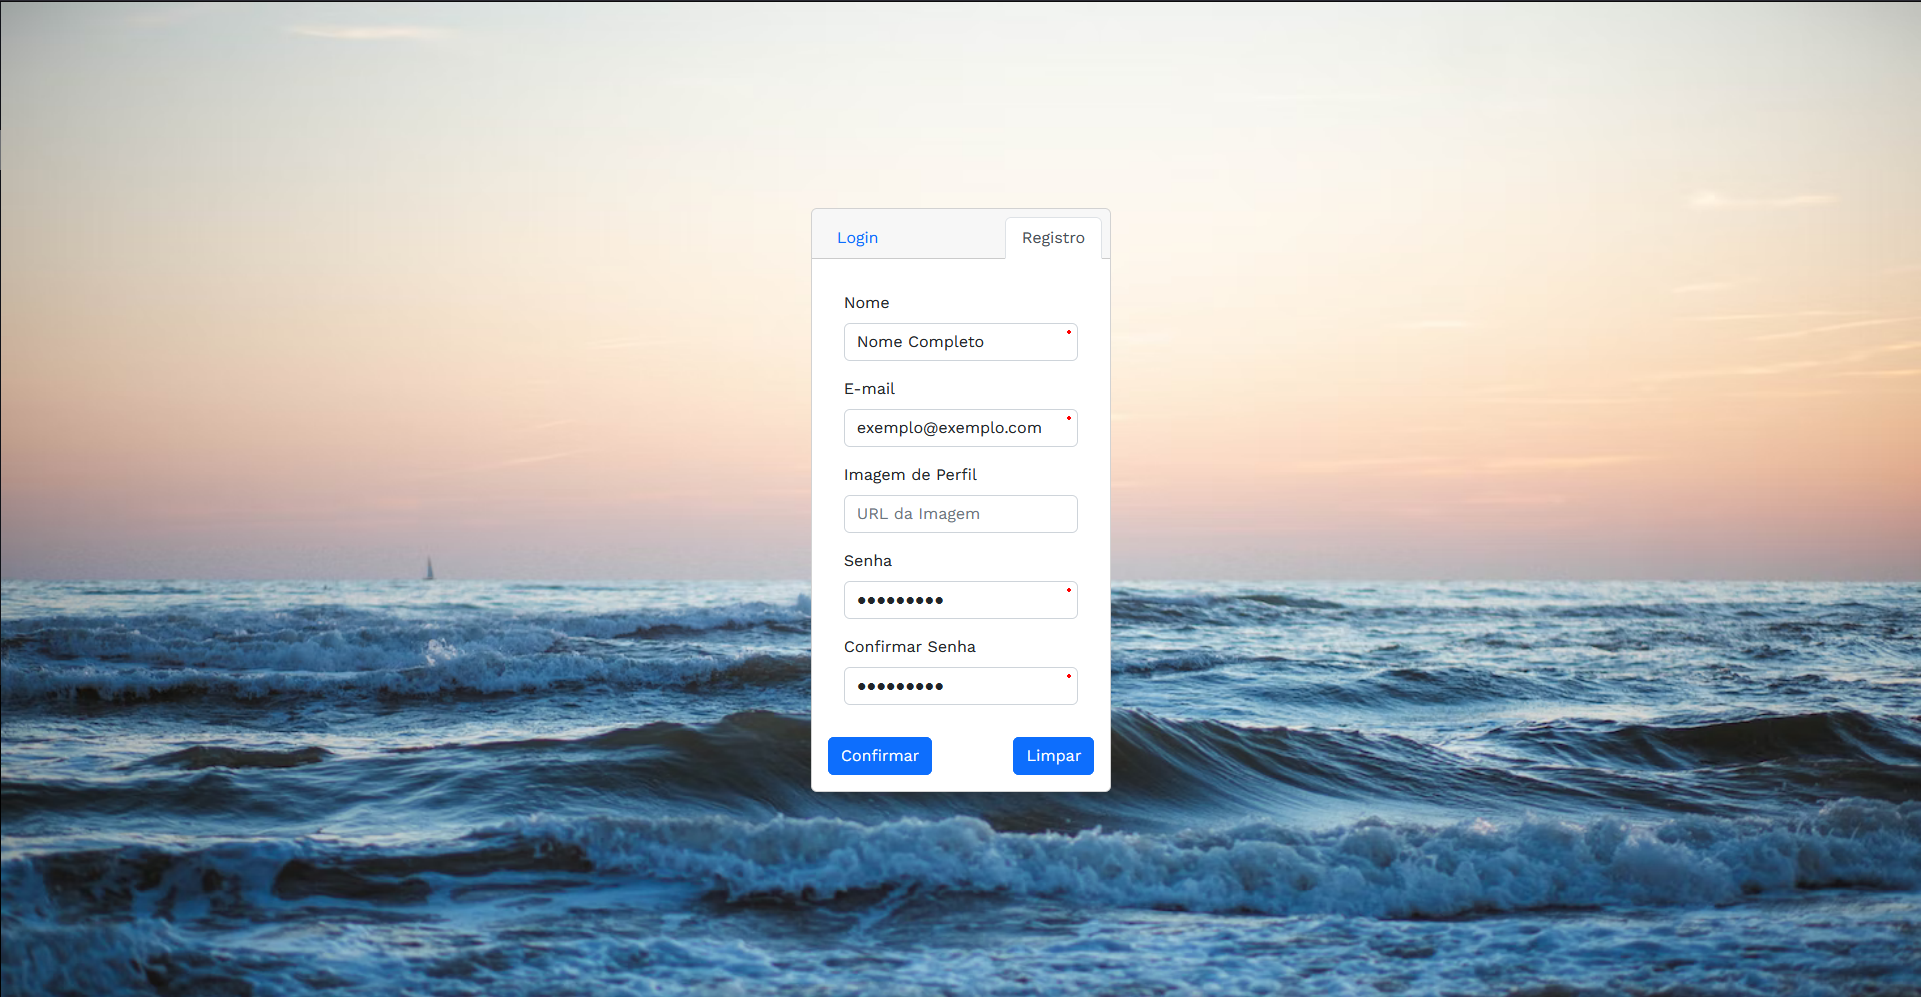 Login
Registro
Nome
Nome Completo
E-mail
exemplo@exemplo.com
Imagem de Perfil
URL da Imagem
Senha
•••••••••
Confirmar Senha
•••••••••
Confirmar
Limpar